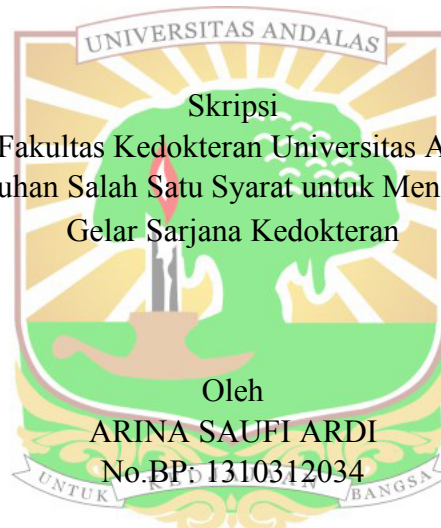 UNIVERSITAS ANDALAS
Skripsi
Fakultas Kedokteran Universitas A
uhan Salah Satu Syarat untuk Men
Gelar Sarjana Kedokteran
Oleh
ARINA SAUFI ARDI
No.BP: 1310312034
UNTUK KEDJAJAAN BANGSA